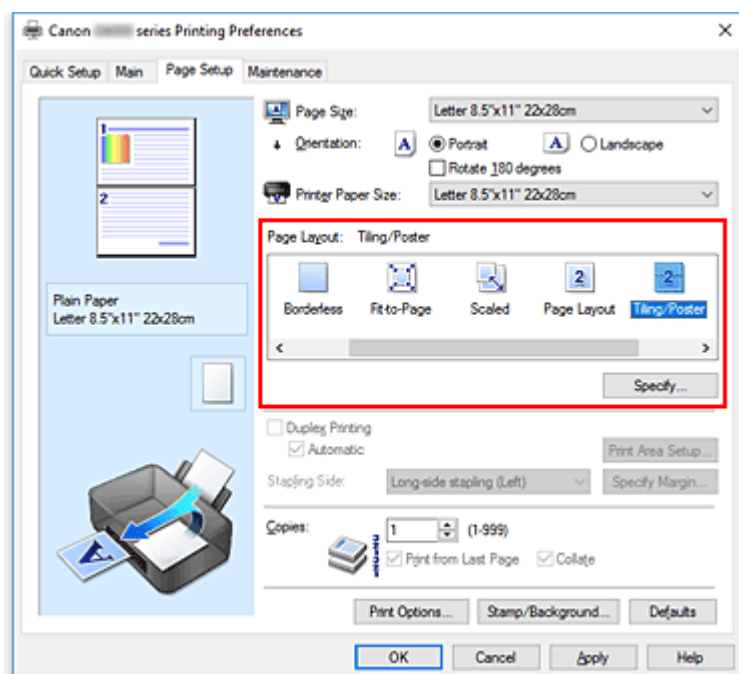 Canon series Printing Preferences
Quick Setup Main Page Setup Maintenance
Page Size: Letter 8.5"x11" 22x28cm
Orientation: A Portrait A Landscape
Rotate 180 degrees
Printer Paper Size: Letter 8.5"x11" 22x28cm
Page Layout: Tiling/Poster
1
2
2
2
Borderless Fit-to-Page Scaled Page Layout Tiling/Poster
Plain Paper
Letter 8.5"x11" 22x28cm
Specify...
Duplex Printing
Automatic
Print Area Setup...
Stapling Side: Long-side stapling (Left) Specify Margin...
Copies: 1 (1-999)
Print from Last Page Collate
A
Print Options... Stamp/Background... Defaults
OK Cancel Apply Help